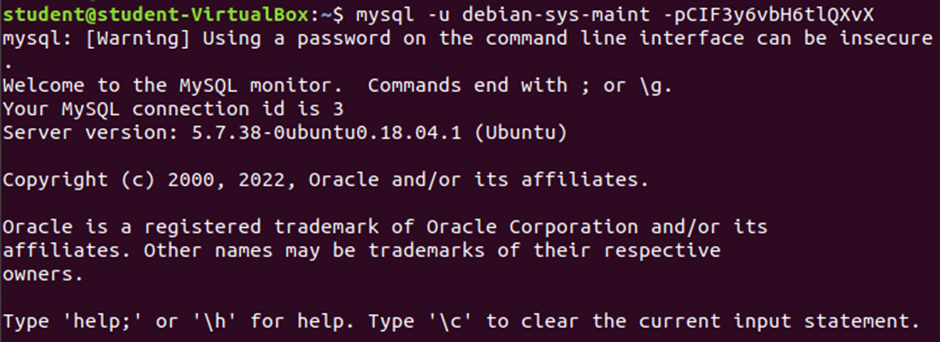 student@student-VirtualBox:~$ mysql -u debian-sys-maint -pCIF3y6vbH6tlQXvX
mysql: [Warning] Using a password on the command line interface can be insecure
.
Welcome to the MySQL monitor.  Commands end with ; or \g.
Your MySQL connection id is 3
Server version: 5.7.38-0ubuntu0.18.04.1 (Ubuntu)
Copyright (c) 2000, 2022, Oracle and/or its affiliates.
Oracle is a registered trademark of Oracle Corporation and/or its
affiliates. Other names may be trademarks of their respective
owners.
Type 'help;' or '\h' for help. Type '\c' to clear the current input statement.